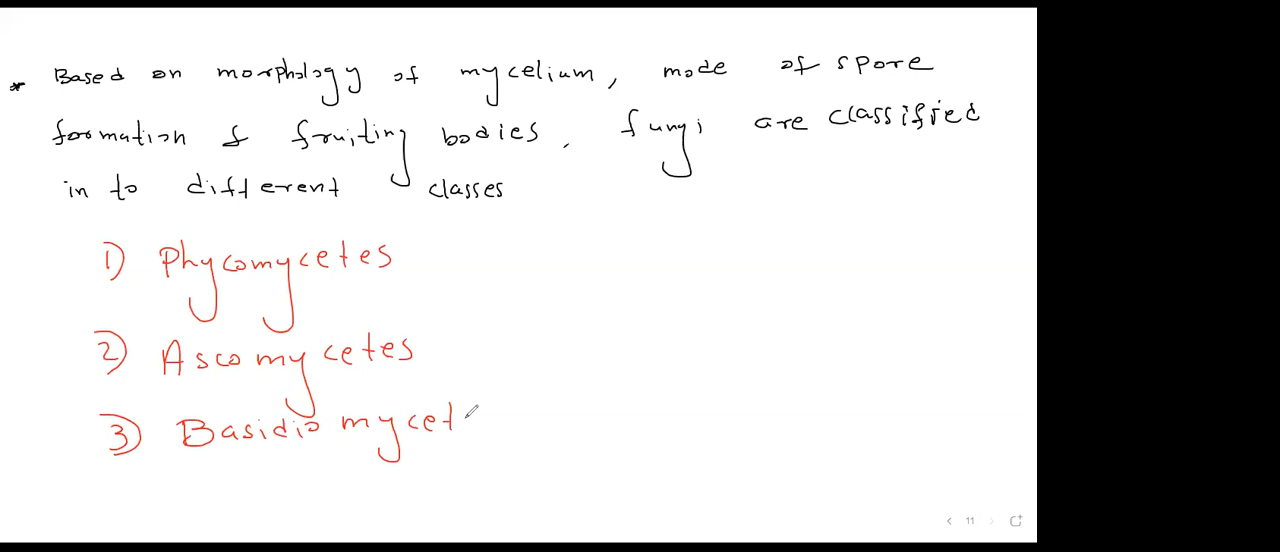 * Based on morphology of mycelium, mode of spore
formation & fruiting bodies, fungi are classified
in to different classes
1) Phycomycetes
2) Ascomycetes
3) Basidiomycet
< 11 >